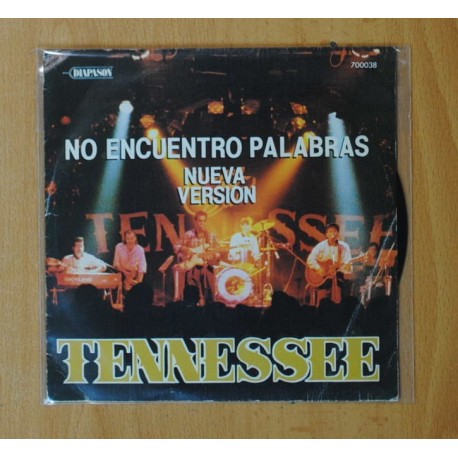 DIAPASON
700038
NO ENCUENTRO PALABRAS
NUEVA
VERSION
TENNESSEE
TENNESSEE